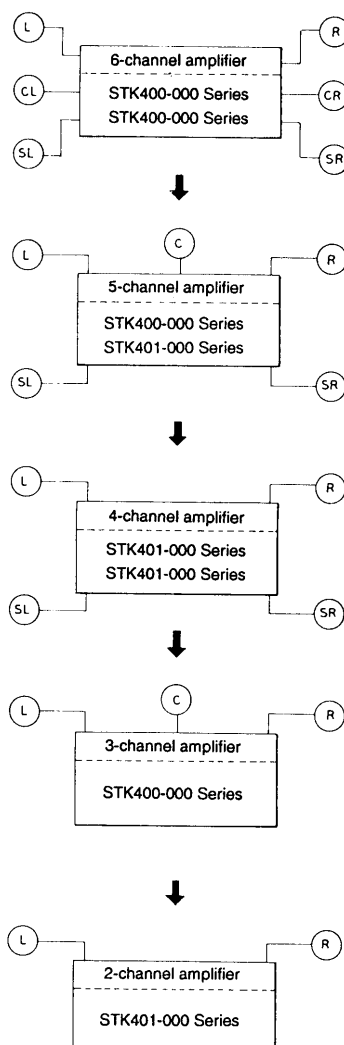 L
R
6-channel amplifier
CL
STK400-000 Series
CR
STK400-000 Series
SL
SR
C
L
R
5-channel amplifier
STK400-000 Series
STK401-000 Series
SL
SR
L
R
4-channel amplifier
STK401-000 Series
STK401-000 Series
SL
SR
C
L
R
3-channel amplifier
STK400-000 Series
L
R
2-channel amplifier
STK401-000 Series